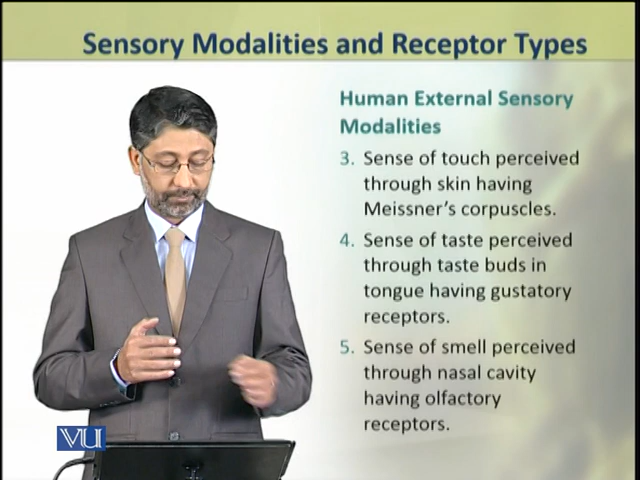 Sensory Modalities and Receptor Types
Human External Sensory
Modalities
3. Sense of touch perceived
through skin having
Meissner's corpuscles.
4. Sense of taste perceived
through taste buds in
tongue having gustatory
receptors.
5. Sense of smell perceived
through nasal cavity
having olfactory
receptors.
VU